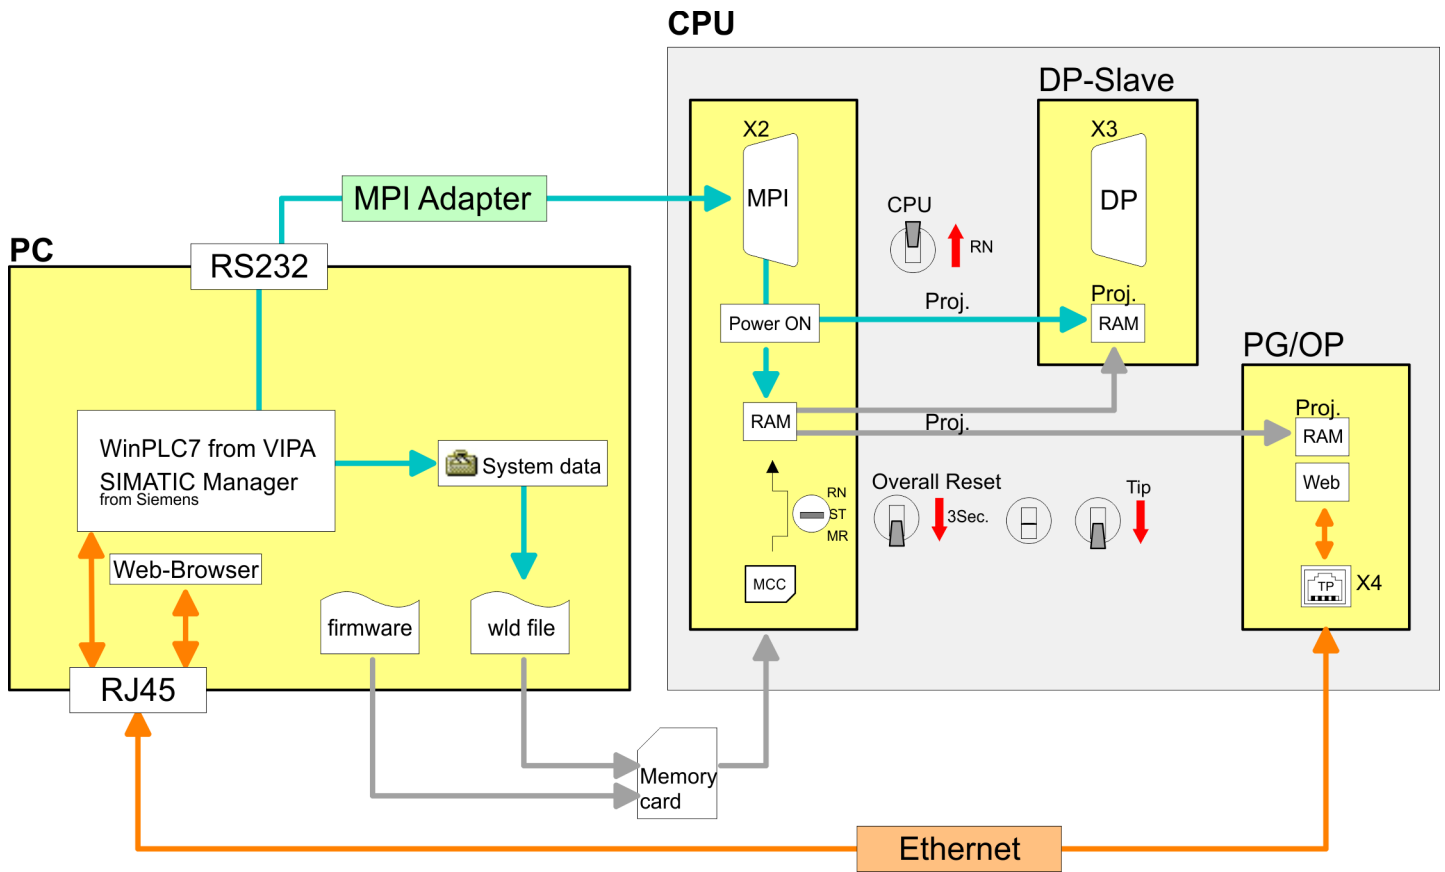 CPU
DP-Slave
X2
X3
MPI
DP
MPI Adapter
CPU
RN
PC
RS232
Proj.
Proj.
Power ON
RAM
PG/OP
Proj.
RAM
Proj.
RAM
WinPLC7 from VIPA
SIMATIC Manager
from Siemens
System data
Web
Overall Reset
Tip
RN
ST
MR
3Sec.
Web-Browser
MCC
TP
X4
firmware
wld file
RJ45
Memory
card
Ethernet